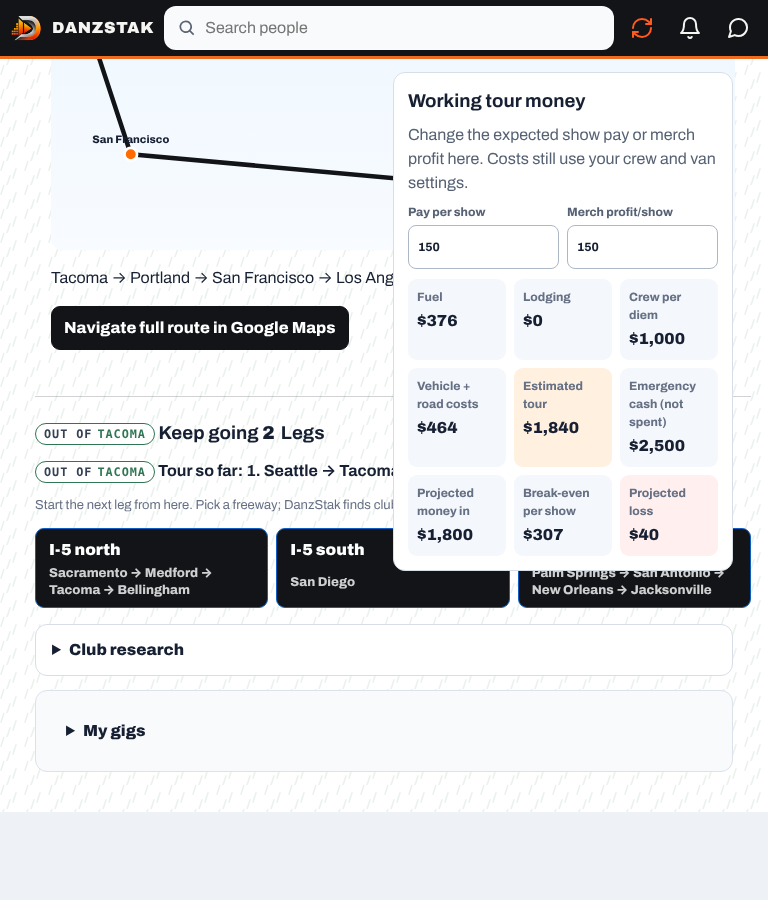 DANZSTAK
Search people
San Francisco
Tacoma → Portland → San Francisco → Los Ang
Navigate full route in Google Maps
Working tour money
Change the expected show pay or merch
profit here. Costs still use your crew and van
settings.
Pay per show
Merch profit/show
150
150
Fuel
$376
Lodging
$0
Crew per
diem
$1,000
Vehicle +
road costs
$464
Estimated
tour
$1,840
Emergency
cash (not
spent)
$2,500
Projected
money in
$1,800
Break-even
per show
$307
Projected
loss
$40
OUT OF TACOMA Keep going 2 Legs
OUT OF TACOMA Tour so far: 1. Seattle → Tacoma
Start the next leg from here. Pick a freeway; DanzStak finds club
I-5 north
Sacramento → Medford →
Tacoma → Bellingham
I-5 south
San Diego
Palm Springs → San Antonio →
New Orleans → Jacksonville
Club research
My gigs